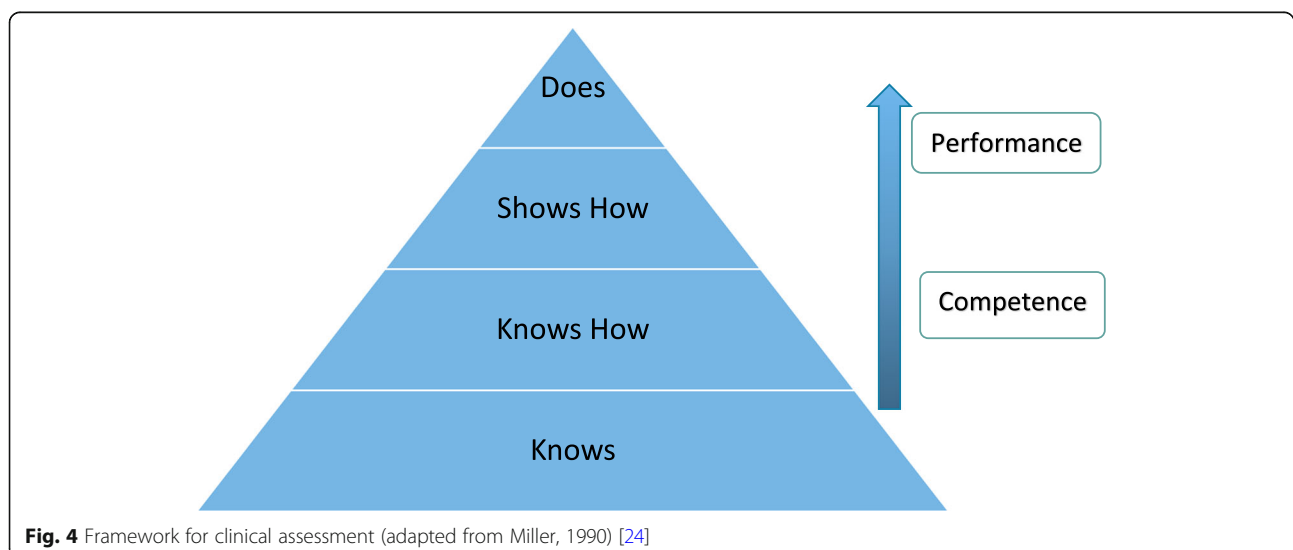 Does
Performance
Shows How
Competence
Knows How
Knows
Fig. 4 Framework for clinical assessment (adapted from Miller, 1990) [24]